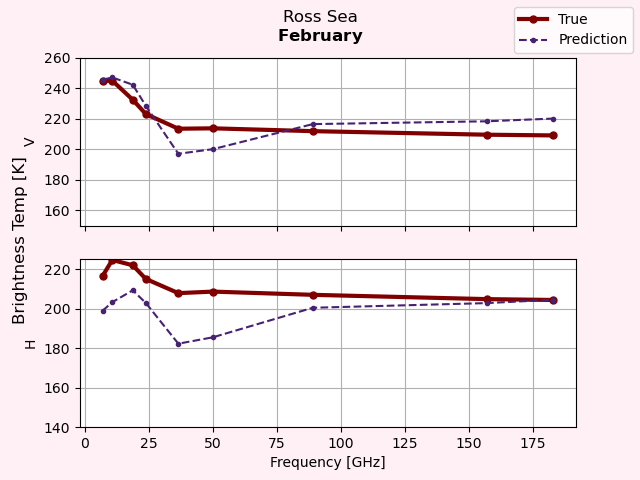 Ross Sea
February
True
Prediction
260
240
220
200
180
160
V
220
200
180
160
140
H
Brightness Temp [K]
0 25 50 75 100 125 150 175
Frequency [GHz]